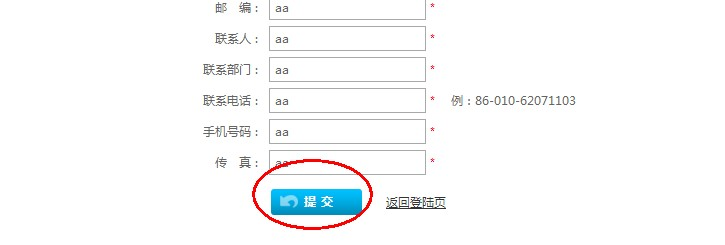 邮 编： aa *
联系人： aa *
联系部门： aa *
联系电话： aa * 例：86-010-62071103
手机号码： aa *
传 真： aa *
提 交 返回登陆页